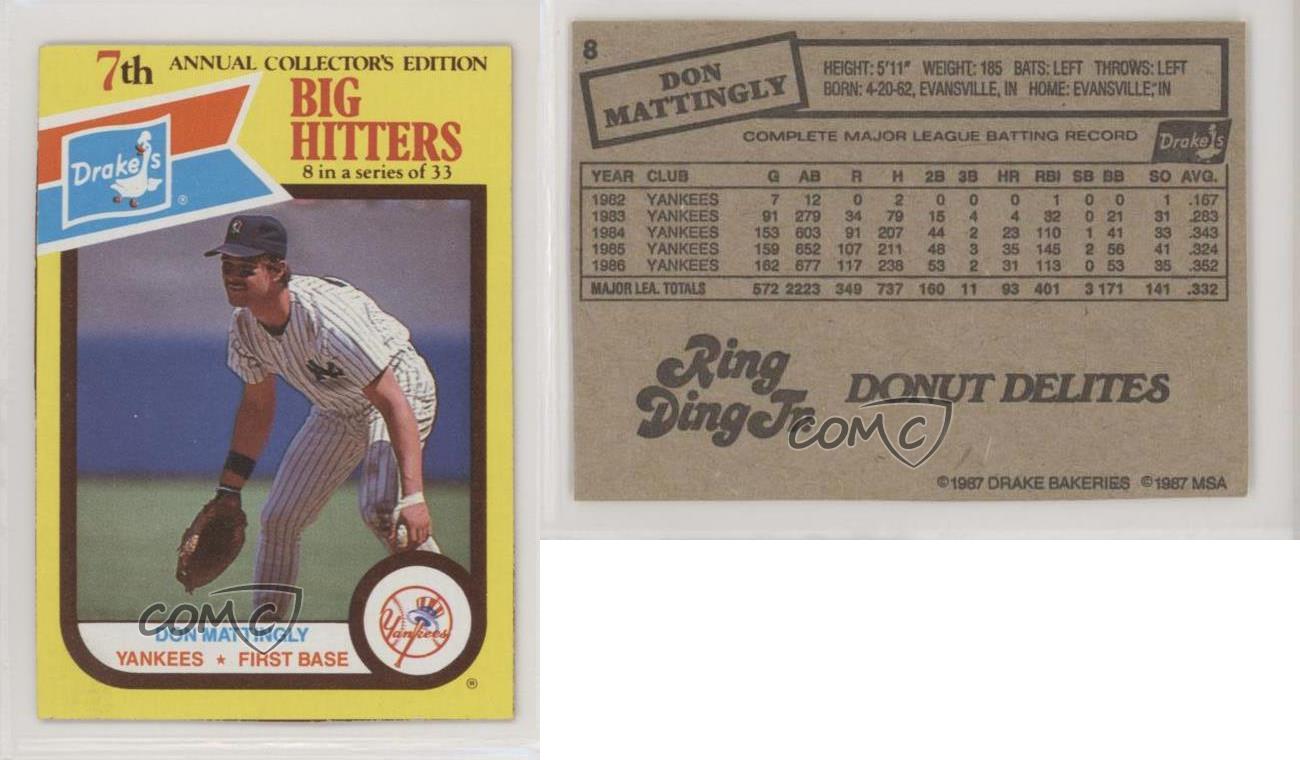 7th ANNUAL COLLECTOR'S EDITION
BIG
HITTERS
8 in a series of 33
Drake's
®
NY
COMC
DON MATTINGLY
YANKEES ★ FIRST BASE
Yankees
®
8
DON
MATTINGLY
HEIGHT: 5'11" WEIGHT: 185 BATS: LEFT THROWS: LEFT
BORN: 4-20-62, EVANSVILLE, IN HOME: EVANSVILLE, IN
COMPLETE MAJOR LEAGUE BATTING RECORD
Drake's
YEAR CLUB G AB R H 2B 3B HR RBI SB BB SO AVG.
1982 YANKEES 7 12 0 2 0 0 0 1 0 0 1 .167
1983 YANKEES 91 279 34 79 15 4 4 32 0 21 31 .283
1984 YANKEES 153 603 91 207 44 2 23 110 1 41 33 .343
1985 YANKEES 159 652 107 211 48 3 35 145 2 56 41 .324
1986 YANKEES 162 677 117 238 53 2 31 113 0 53 35 .352
MAJOR LEA. TOTALS 572 2223 349 737 160 11 93 401 3 171 141 .332
Ring
Ding Jr.
DONUT DELITES
COMC
©1987 DRAKE BAKERIES ©1987 MSA